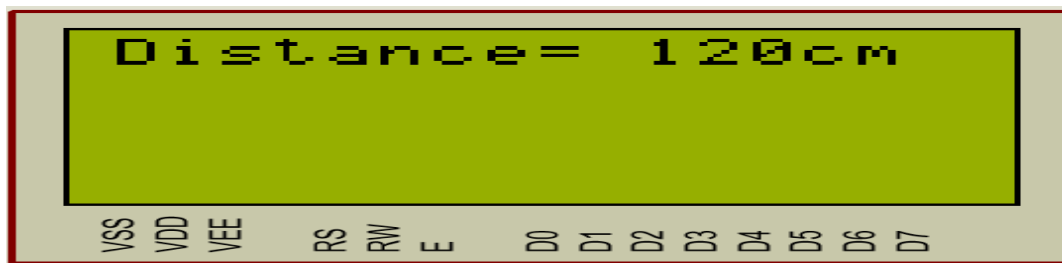 Distance= 120cm
VSS VDD VEE RS RW E D0 D1 D2 D3 D4 D5 D6 D7